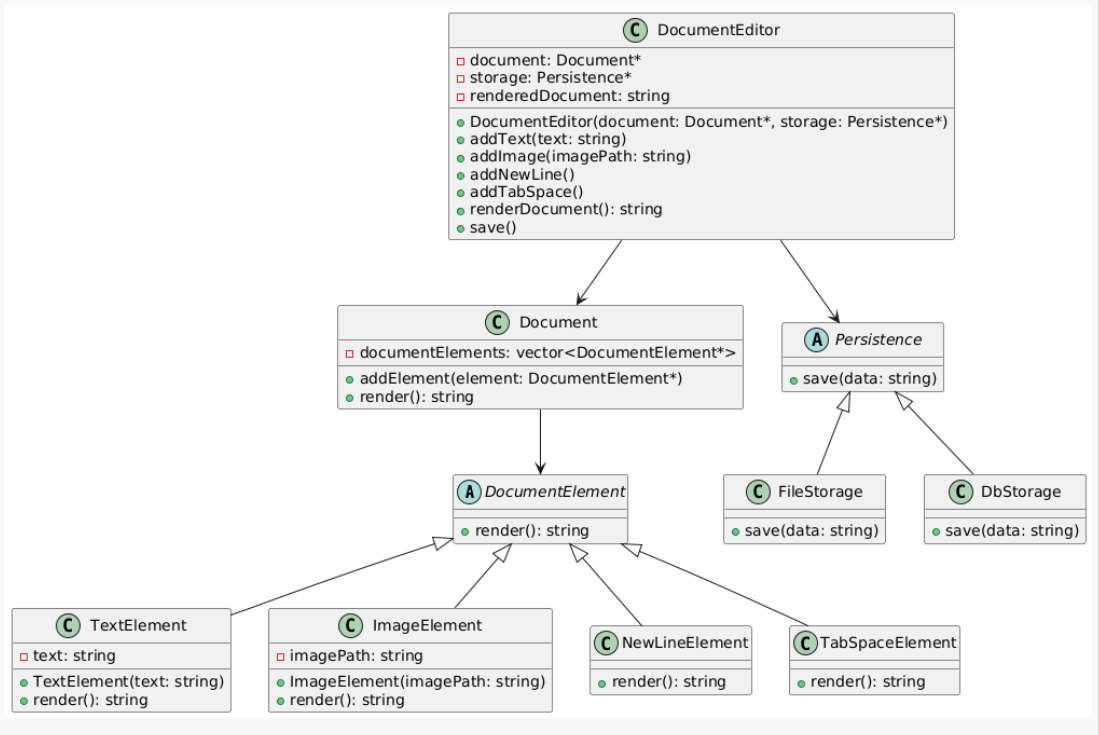 C DocumentEditor
document: Document*
storage: Persistence*
renderedDocument: string
DocumentEditor(document: Document*, storage: Persistence*)
addText(text: string)
addImage(imagePath: string)
addNewLine()
addTabSpace()
renderDocument(): string
save()
C Document
documentElements: vector<DocumentElement*>
addElement(element: DocumentElement*)
render(): string
A Persistence
save(data: string)
A DocumentElement
render(): string
C FileStorage
save(data: string)
C DbStorage
save(data: string)
C TextElement
text: string
TextElement(text: string)
render(): string
C ImageElement
imagePath: string
ImageElement(imagePath: string)
render(): string
C NewLineElement
render(): string
C TabSpaceElement
render(): string